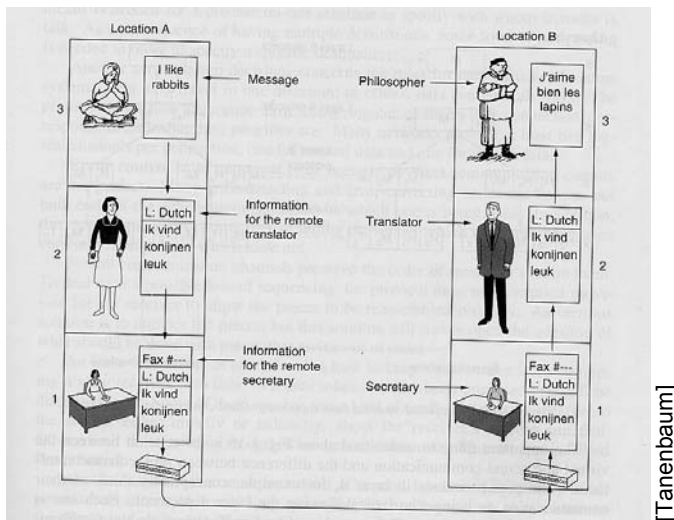 Location A
Location B
I like
rabbits
Message
Philosopher
J'aime
bien les
lapins
3
3
L: Dutch
Ik vind
konijnen
leuk
Information
for the remote
translator
Translator
L: Dutch
Ik vind
konijnen
leuk
2
2
Fax #---
L: Dutch
Ik vind
konijnen
leuk
Information
for the remote
secretary
Secretary
Fax #---
L: Dutch
Ik vind
konijnen
leuk
1
1
[Tanenbaum]